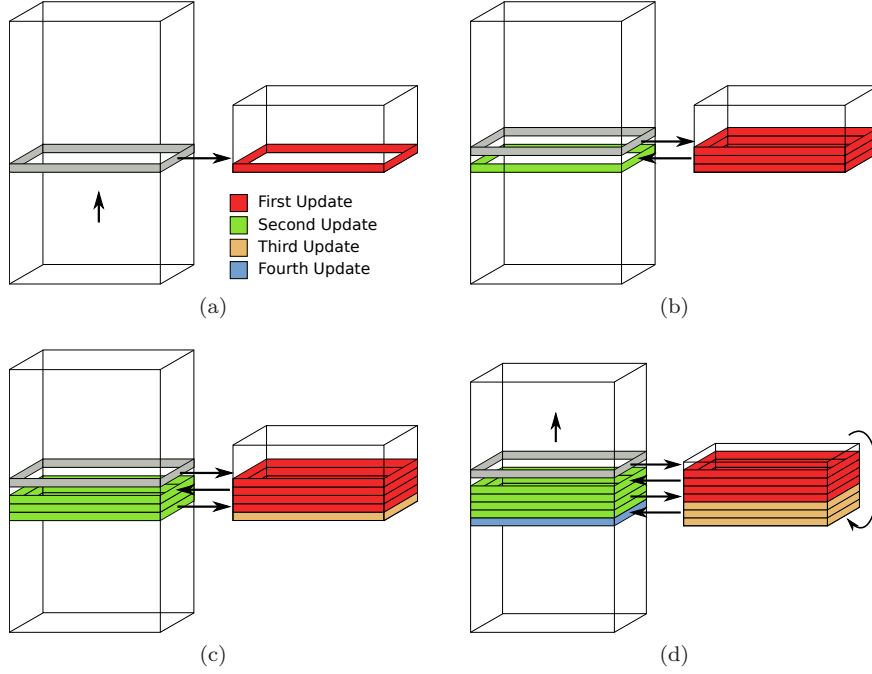 First Update
Second Update
Third Update
Fourth Update
(a)
(b)
(c)
(d)